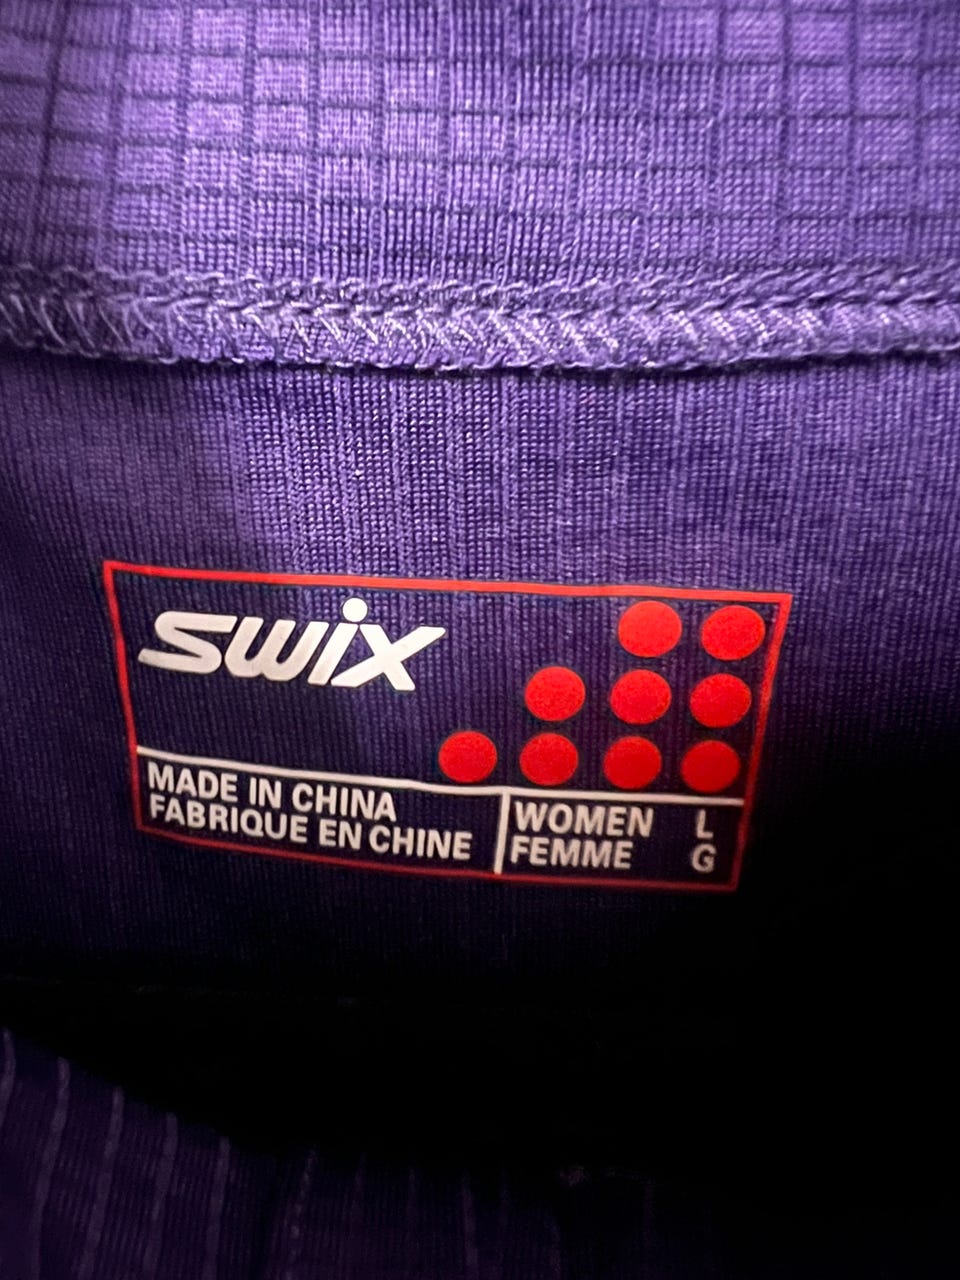 swix
MADE IN CHINA
FABRIQUE EN CHINE
WOMEN L
FEMME G